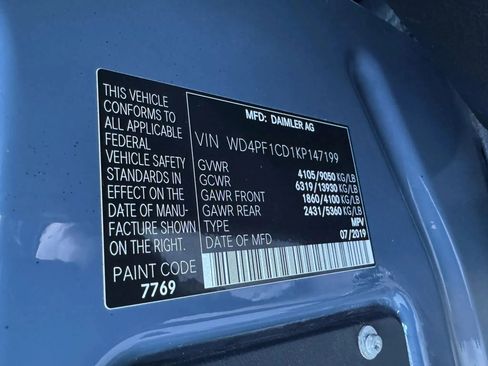 THIS VEHICLE
CONFORMS TO
ALL APPLICABLE
FEDERAL
VEHICLE SAFETY
STANDARDS IN
EFFECT ON THE
DATE OF MANU-
FACTURE SHOWN
ON THE RIGHT.
PAINT CODE
7769
MFD: DAIMLER AG
VIN WD4PF1CD1KP147199
GVWR 4105/9050 KG/LB
GCWR 6319/13930 KG/LB
GAWR FRONT 1860/4100 KG/LB
GAWR REAR 2431/5360 KG/LB
TYPE MPV
DATE OF MFD 07/2019